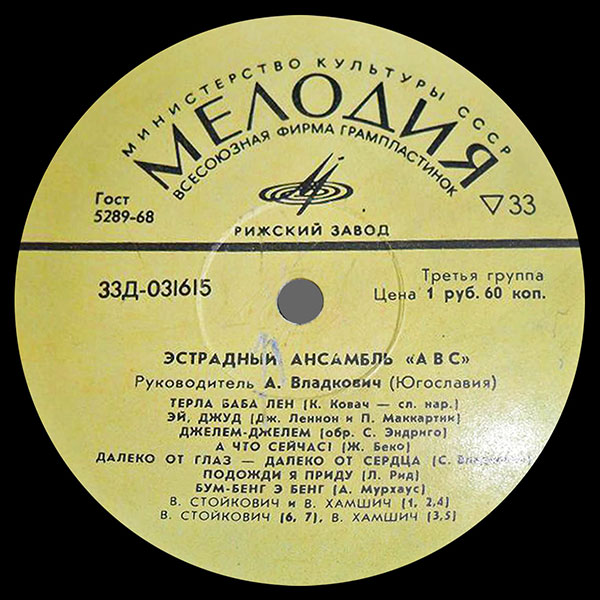 МИНИСТЕРСТВО КУЛЬТУРЫ СССР
МЕЛОДИЯ
ВСЕСОЮЗНАЯ ФИРМА ГРАМПЛАСТИНОК
Гост
5289-68
33
РИЖСКИЙ ЗАВОД
33Д-031615
Третья группа
Цена 1 руб. 60 коп.
ЭСТРАДНЫЙ АНСАМБЛЬ «АВС»
Руководитель А. Владкович (Югославия)
ТЕРЛА БАБА ЛЕН (К. Ковач — сл. нар.)
ЭЙ, ДЖУД (Дж. Леннон и П. Маккартни)
ДЖЕЛЕМ-ДЖЕЛЕМ (обр. С. Эндриго)
А ЧТО СЕЙЧАС? (Ж. Беко)
ДАЛЕКО ОТ ГЛАЗ — ДАЛЕКО ОТ СЕРДЦА (С.
ПОДОЖДИ Я ПРИДУ (Л. Рид)
БУМ-БЕНГ Э БЕНГ (А. Мурхаус)
В. СТОЙКОВИЧ и В. ХАМШИЧ (1, 2,4)
В. СТОЙКОВИЧ (6, 7), В. ХАМШИЧ (3,5)